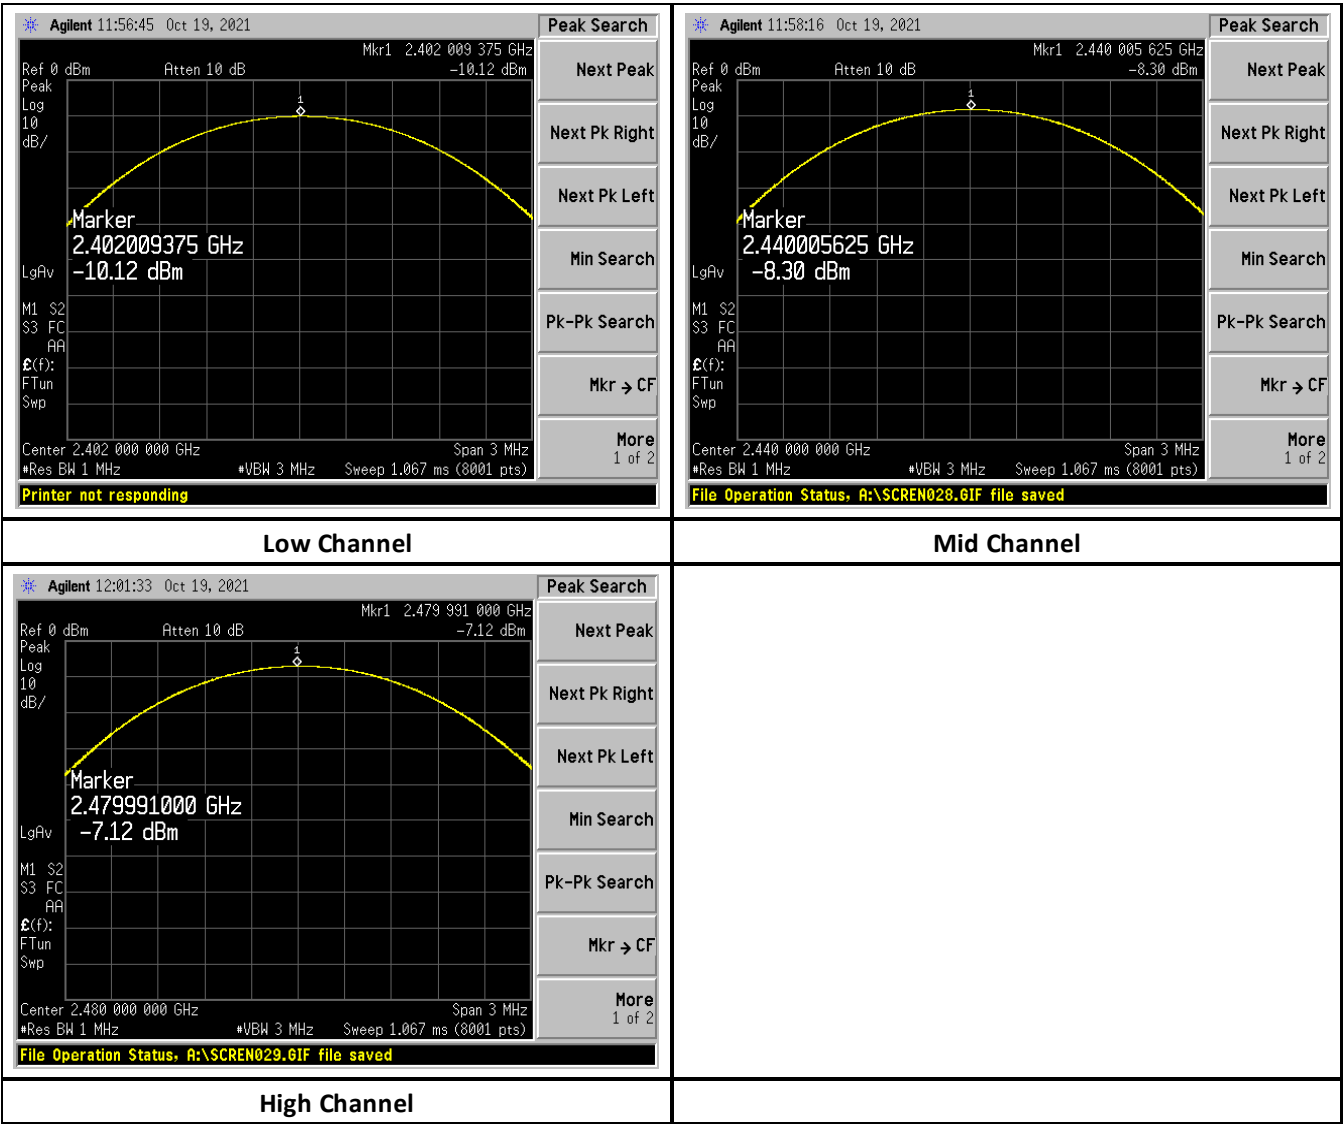 Agilent 11:56:45 Oct 19, 2021
Peak Search
Mkr1 2.402 009 375 GHz
Ref 0 dBm Atten 10 dB -10.12 dBm
Peak
Log
10
dB/
1
Marker
2.402009375 GHz
-10.12 dBm
LgAv
M1 S2
S3 FC
AA
£(f):
FTun
Swp
Center 2.402 000 000 GHz Span 3 MHz
#Res BW 1 MHz #VBW 3 MHz Sweep 1.067 ms (8001 pts)
Printer not responding
Next Peak
Next Pk Right
Next Pk Left
Min Search
Pk-Pk Search
Mkr → CF
More
1 of 2
Agilent 11:58:16 Oct 19, 2021
Peak Search
Mkr1 2.440 005 625 GHz
Ref 0 dBm Atten 10 dB -8.30 dBm
Peak
Log
10
dB/
1
Marker
2.440005625 GHz
-8.30 dBm
LgAv
M1 S2
S3 FC
AA
£(f):
FTun
Swp
Center 2.440 000 000 GHz Span 3 MHz
#Res BW 1 MHz #VBW 3 MHz Sweep 1.067 ms (8001 pts)
File Operation Status, A:\SCREN028.GIF file saved
Next Peak
Next Pk Right
Next Pk Left
Min Search
Pk-Pk Search
Mkr → CF
More
1 of 2
Low Channel
Mid Channel
Agilent 12:01:33 Oct 19, 2021
Peak Search
Mkr1 2.479 991 000 GHz
Ref 0 dBm Atten 10 dB -7.12 dBm
Peak
Log
10
dB/
1
Marker
2.479991000 GHz
-7.12 dBm
LgAv
M1 S2
S3 FC
AA
£(f):
FTun
Swp
Center 2.480 000 000 GHz Span 3 MHz
#Res BW 1 MHz #VBW 3 MHz Sweep 1.067 ms (8001 pts)
File Operation Status, A:\SCREN029.GIF file saved
Next Peak
Next Pk Right
Next Pk Left
Min Search
Pk-Pk Search
Mkr → CF
More
1 of 2
High Channel